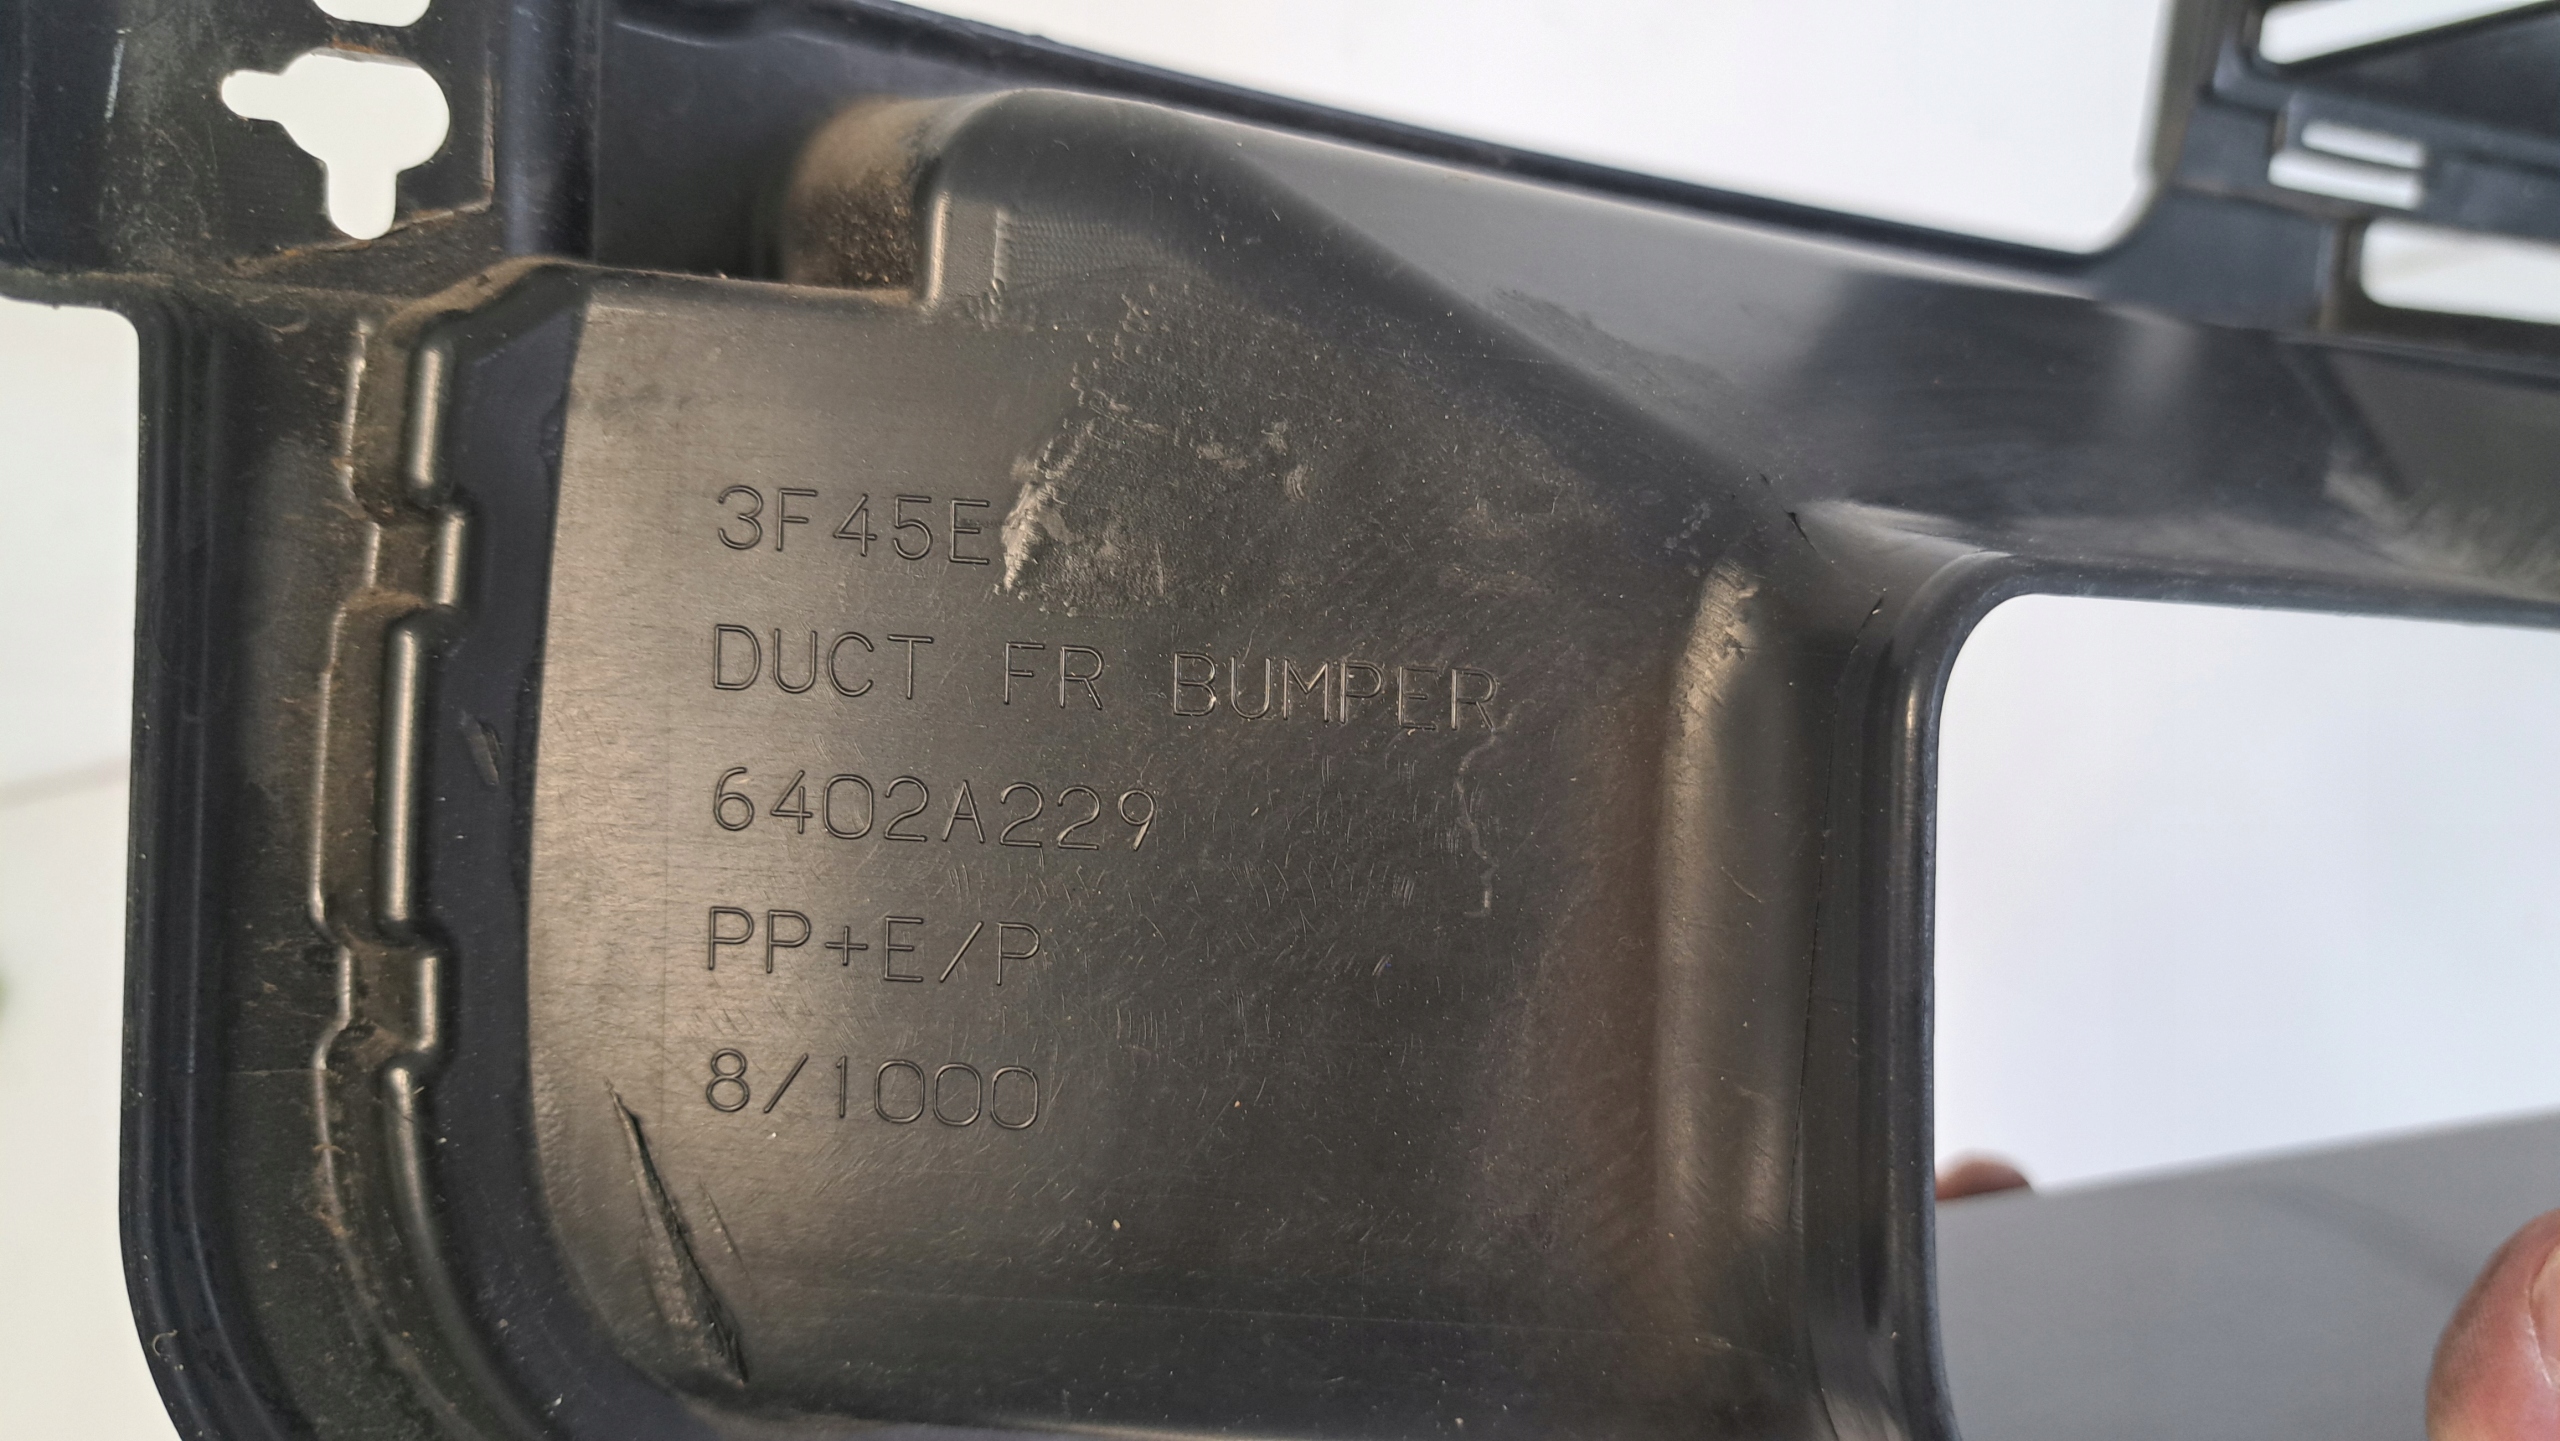 3F45E
DUCT FR BUMPER
6402A229
PP+E/P
8/1000